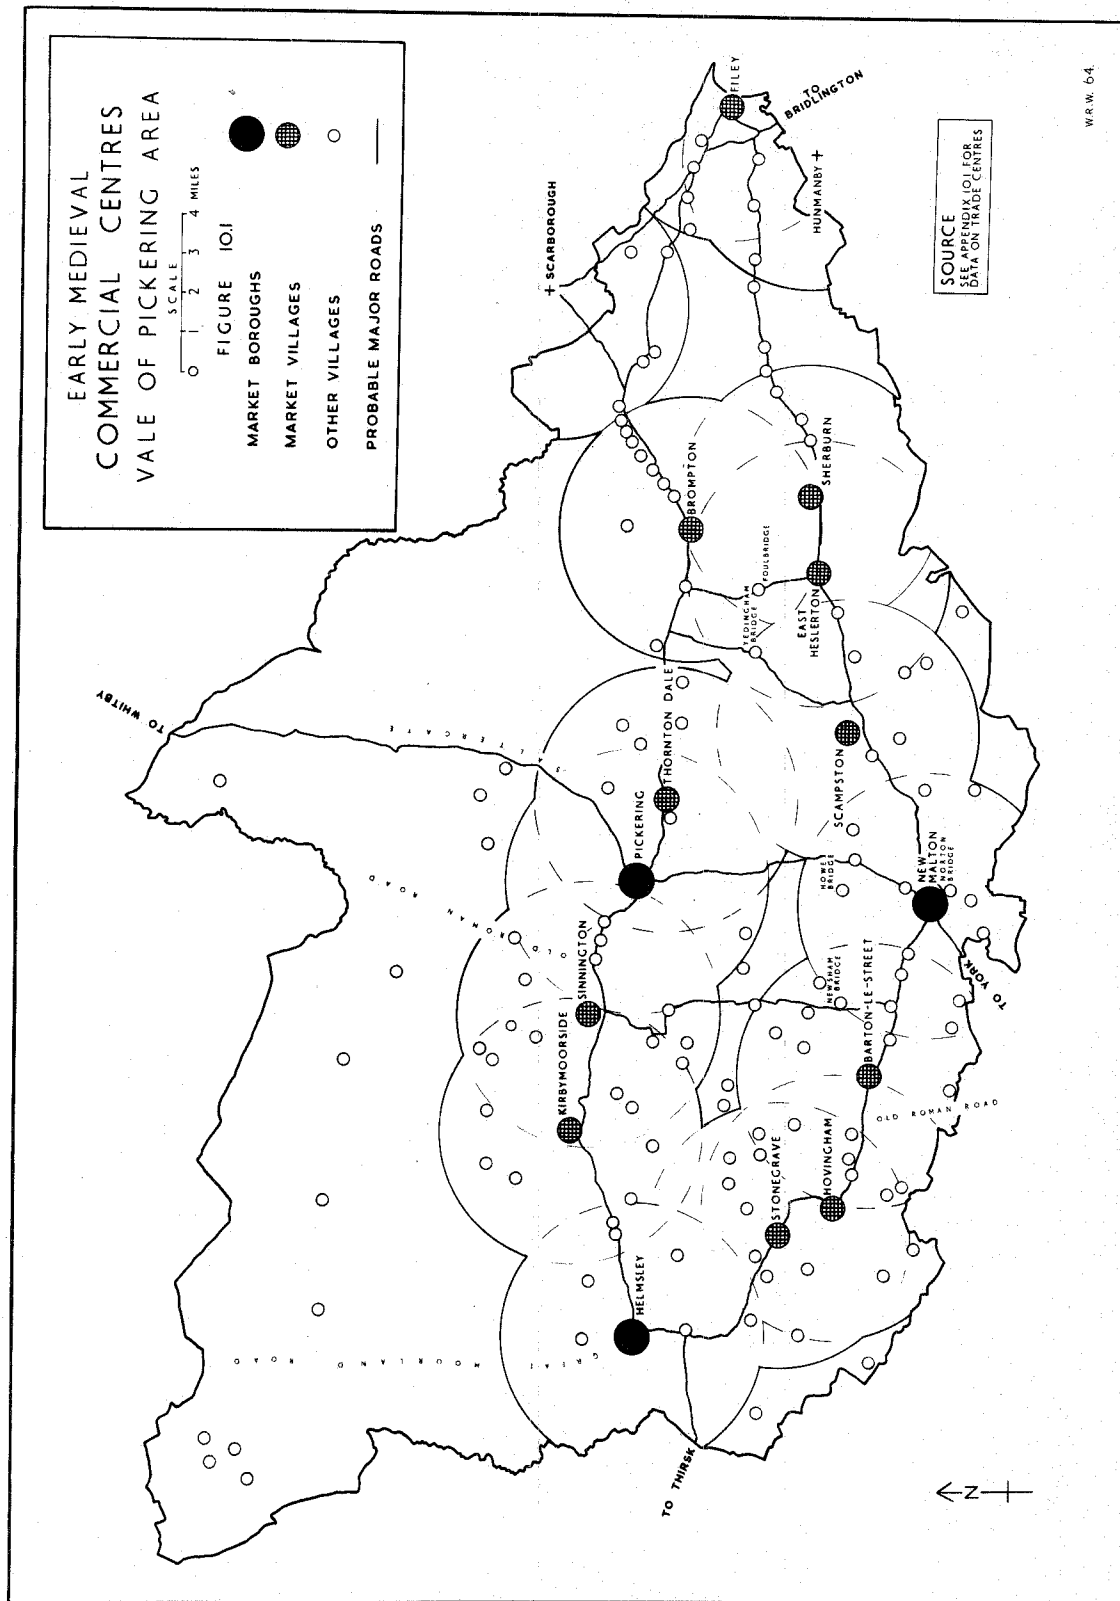 EARLY MEDIEVAL
COMMERCIAL CENTRES
VALE OF PICKERING AREA
SCALE
0 1 2 3 4 MILES
FIGURE 10.1
MARKET BOROUGHS
MARKET VILLAGES
OTHER VILLAGES
PROBABLE MAJOR ROADS
TO WHITBY
SALTERGATE
GREAT MOORLAND ROAD
OLD ROMAN ROAD
+ SCARBOROUGH
FILEY
TO
BRIDLINGTON
HUNMANBY +
BROMPTON
SHERBURN
FOULBRIDGE
YEDINGHAM
BRIDGE
EAST
HESLERTON
THORNTON DALE
PICKERING
SCAMPSTON
HOWE
BRIDGE
NEW
MALTON
NORTON
BRIDGE
SINNINGTON
KIRBYMOORSIDE
NEWSHAM
BRIDGE
BARTON-LE-STREET
TO YORK
OLD ROMAN ROAD
HOVINGHAM
STONEGRAVE
HELMSLEY
TO THIRSK
N
SOURCE
SEE APPENDIX 10.1 FOR
DATA ON TRADE CENTRES
W.R.W. 64.